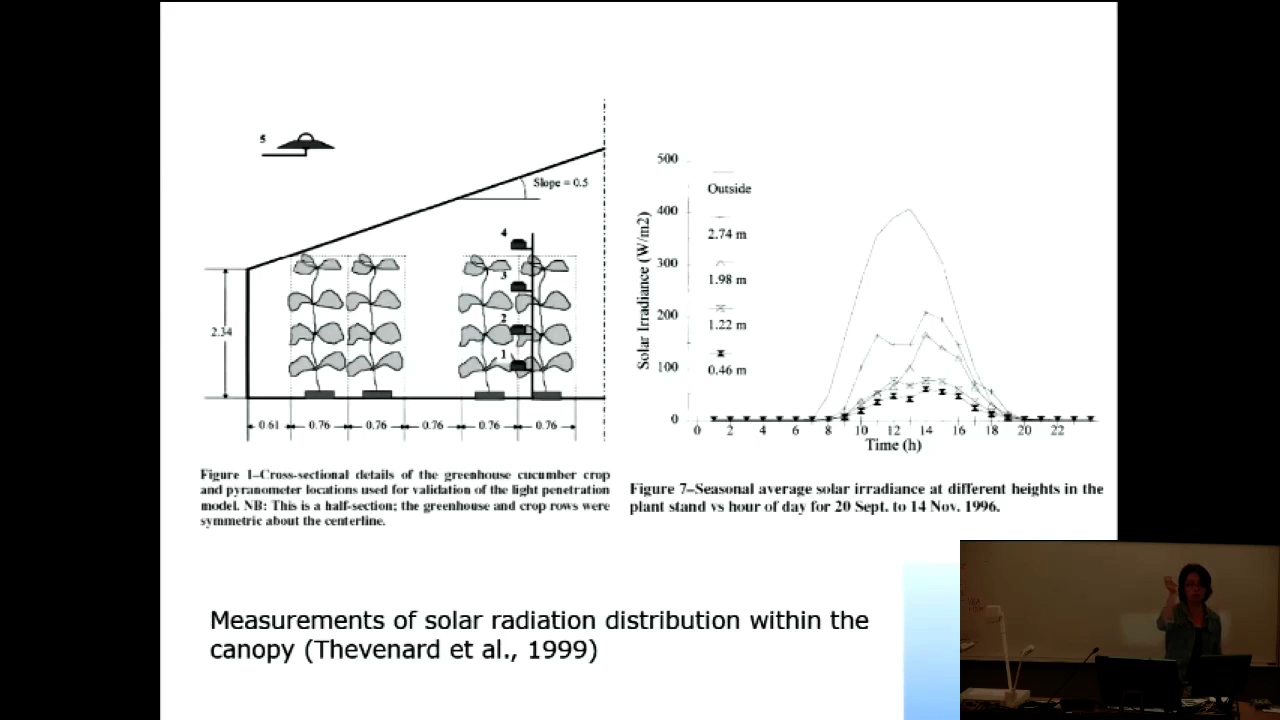 5
Slope = 0.5
4
3
2
1
2.34
0.61 0.76 0.76 0.76 0.76 0.76
Figure 1–Cross-sectional details of the greenhouse cucumber crop
and pyranometer locations used for validation of the light penetration
model. NB: This is a half-section; the greenhouse and crop rows were
symmetric about the centerline.
Solar Irradiance (W/m2)
500
400
300
200
100
0
Outside
2.74 m
1.98 m
1.22 m
0.46 m
0 2 4 6 8 10 12 14 16 18 20 22
Time (h)
Figure 7–Seasonal average solar irradiance at different heights in the
plant stand vs hour of day for 20 Sept. to 14 Nov. 1996.
Measurements of solar radiation distribution within the
canopy (Thevenard et al., 1999)